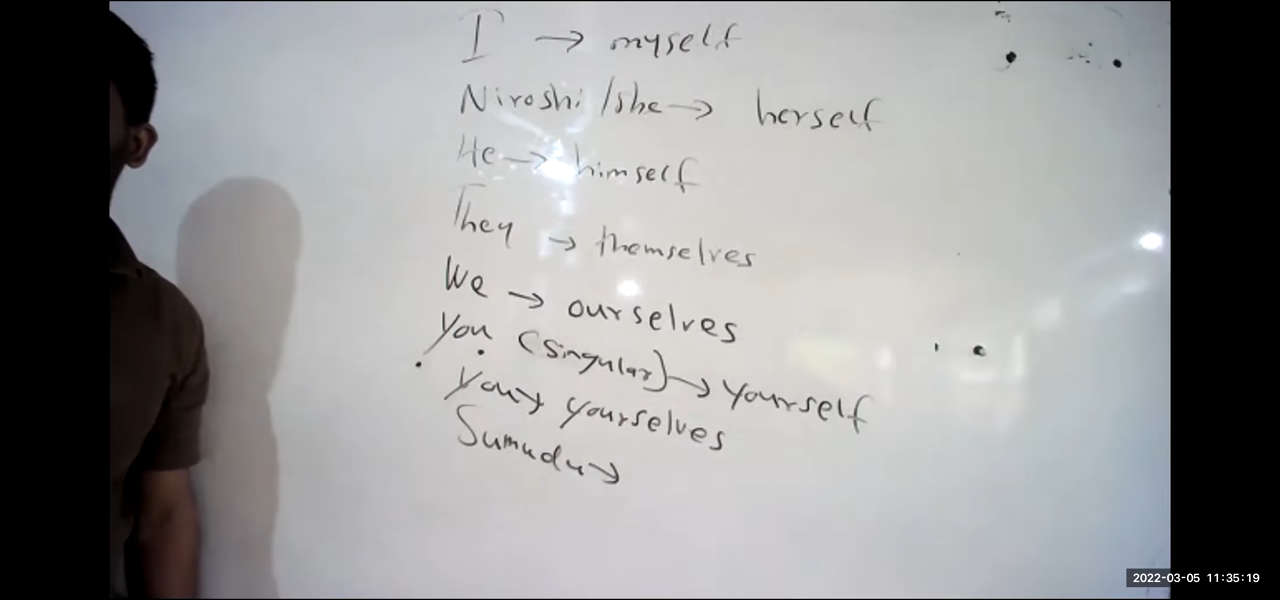 I → myself
Niroshi /she → herself
He → himself
They → themselves
We → ourselves
You (singular) → yourself
You → yourselves
Sumudu →
2022-03-05 11:35:19